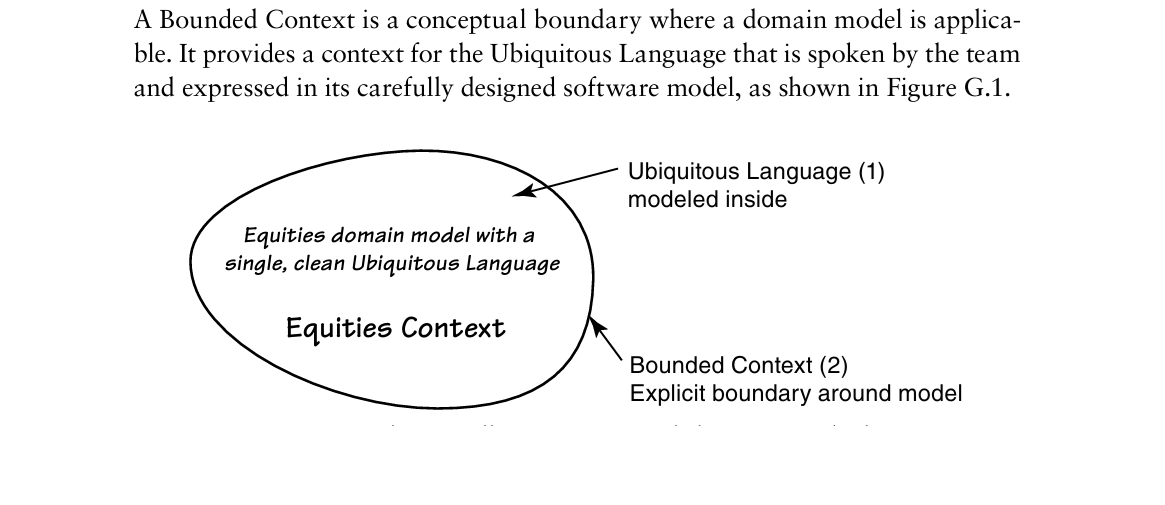 A Bounded Context is a conceptual boundary where a domain model is applica-
ble. It provides a context for the Ubiquitous Language that is spoken by the team
and expressed in its carefully designed software model, as shown in Figure G.1.
Ubiquitous Language (1)
modeled inside
Equities domain model with a
single, clean Ubiquitous Language
Equities Context
Bounded Context (2)
Explicit boundary around model